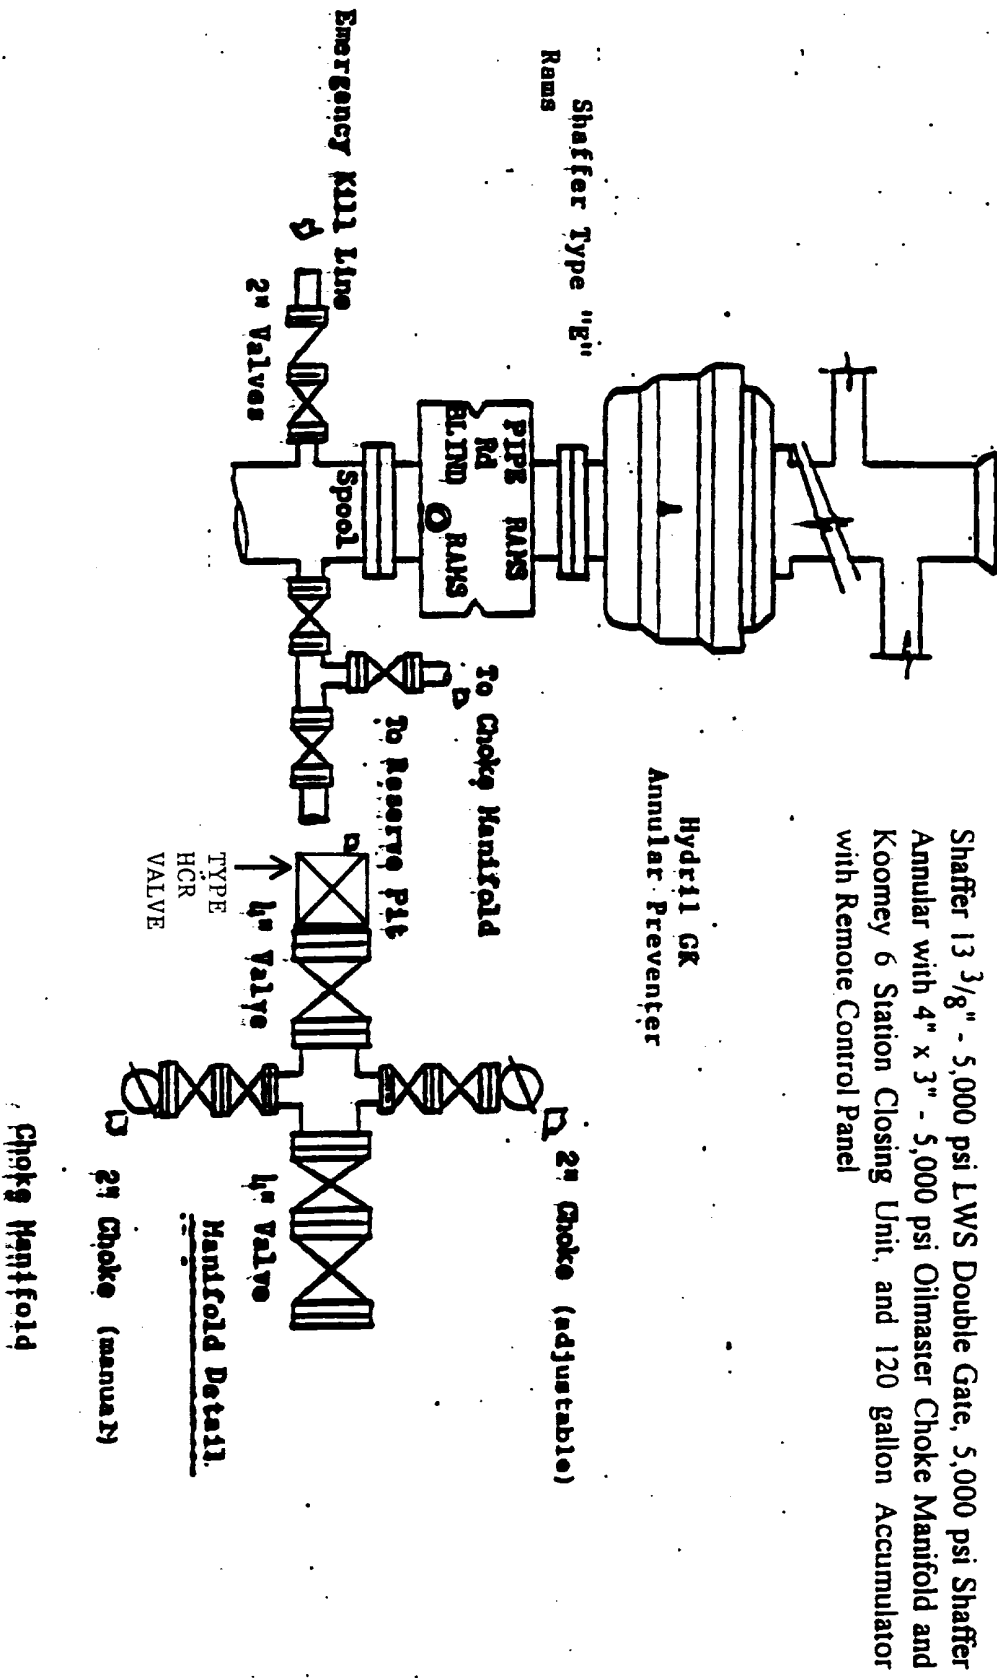 Shaffer 13 3/8" - 5,000 psi LWS Double Gate, 5,000 psi Shaffer
Annular with 4" x 3" - 5,000 psi Oilmaster Choke Manifold and
Koomey 6 Station Closing Unit, and 120 gallon Accumulator
with Remote Control Panel
Hydril GK
Annular Preventer
Shaffer Type "E"
Rams
PIPE RAMS
Rd
BLIND RAMS
Spool
To Choke Manifold
To Reserve Pit
Emergency Kill Line
2" Valves
TYPE
HCR
VALVE
4" Valve
4" Valve
2" Choke (adjustable)
Manifold Detail.
2" Choke (manual)
Choke Manifold